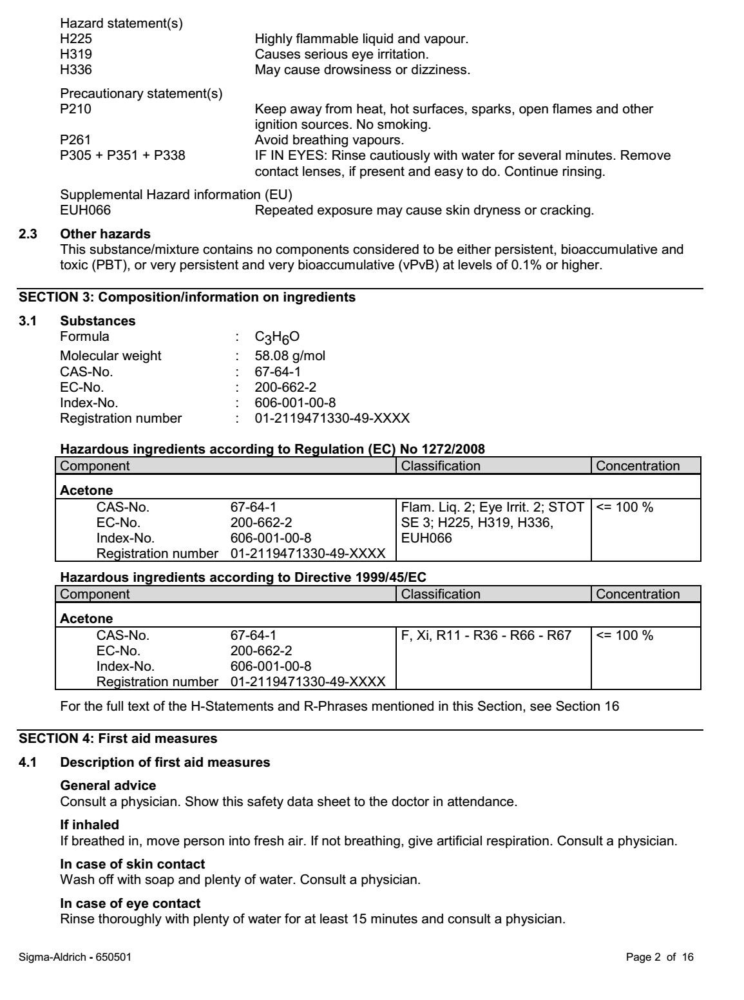 Hazard statement(s)
H225 Highly flammable liquid and vapour.
H319 Causes serious eye irritation.
H336 May cause drowsiness or dizziness.
Precautionary statement(s)
P210 Keep away from heat, hot surfaces, sparks, open flames and other
ignition sources. No smoking.
P261 Avoid breathing vapours.
P305 + P351 + P338 IF IN EYES: Rinse cautiously with water for several minutes. Remove
contact lenses, if present and easy to do. Continue rinsing.
Supplemental Hazard information (EU)
EUH066 Repeated exposure may cause skin dryness or cracking.
2.3 Other hazards
This substance/mixture contains no components considered to be either persistent, bioaccumulative and
toxic (PBT), or very persistent and very bioaccumulative (vPvB) at levels of 0.1% or higher.
SECTION 3: Composition/information on ingredients
3.1 Substances
Formula : C3H6O
Molecular weight : 58.08 g/mol
CAS-No. : 67-64-1
EC-No. : 200-662-2
Index-No. : 606-001-00-8
Registration number : 01-2119471330-49-XXXX
Hazardous ingredients according to Regulation (EC) No 1272/2008
Component Classification Concentration
Acetone
CAS-No. 67-64-1 Flam. Liq. 2; Eye Irrit. 2; STOT <= 100 %
EC-No. 200-662-2 SE 3; H225, H319, H336,
Index-No. 606-001-00-8 EUH066
Registration number 01-2119471330-49-XXXX
Hazardous ingredients according to Directive 1999/45/EC
Component Classification Concentration
Acetone
CAS-No. 67-64-1 F, Xi, R11 - R36 - R66 - R67 <= 100 %
EC-No. 200-662-2
Index-No. 606-001-00-8
Registration number 01-2119471330-49-XXXX
For the full text of the H-Statements and R-Phrases mentioned in this Section, see Section 16
SECTION 4: First aid measures
4.1 Description of first aid measures
General advice
Consult a physician. Show this safety data sheet to the doctor in attendance.
If inhaled
If breathed in, move person into fresh air. If not breathing, give artificial respiration. Consult a physician.
In case of skin contact
Wash off with soap and plenty of water. Consult a physician.
In case of eye contact
Rinse thoroughly with plenty of water for at least 15 minutes and consult a physician.
Sigma-Aldrich - 650501 Page 2 of 16